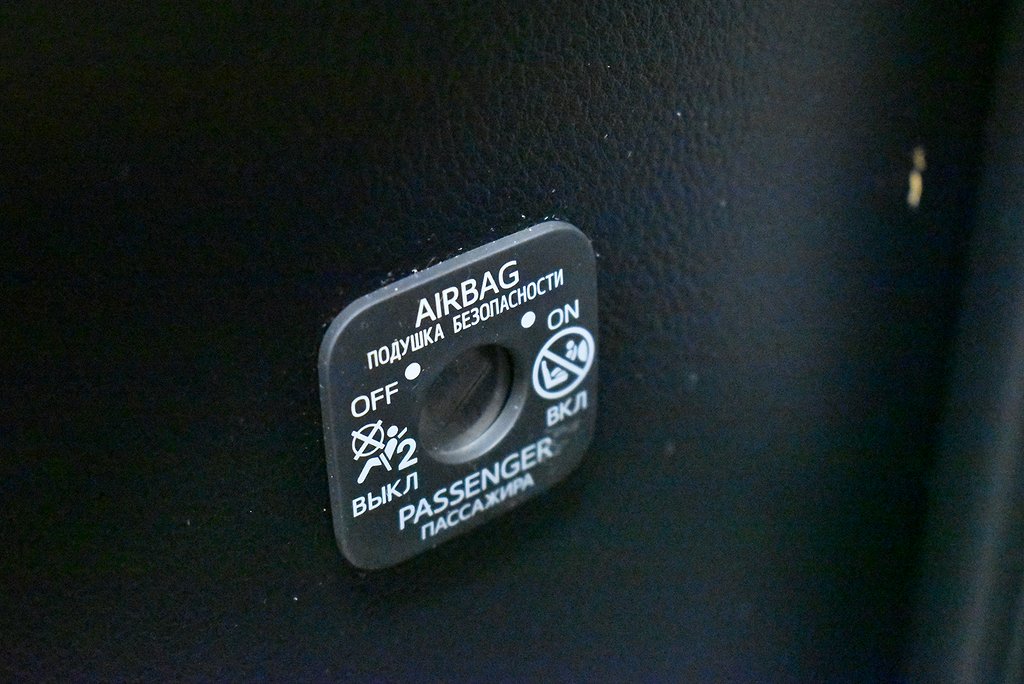 AIRBAG
ПОДУШКА БЕЗОПАСНОСТИ
OFF
ON
2
ВЫКЛ
ВКЛ
PASSENGER
ПАССАЖИРА